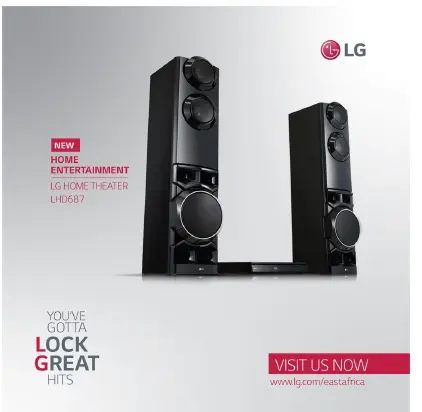 LG
NEW
HOME
ENTERTAINMENT
LG HOME THEATER
LHD687
YOU'VE
GOTTA
LOCK
GREAT
HITS
VISIT US NOW
www.lg.com/eastafrica